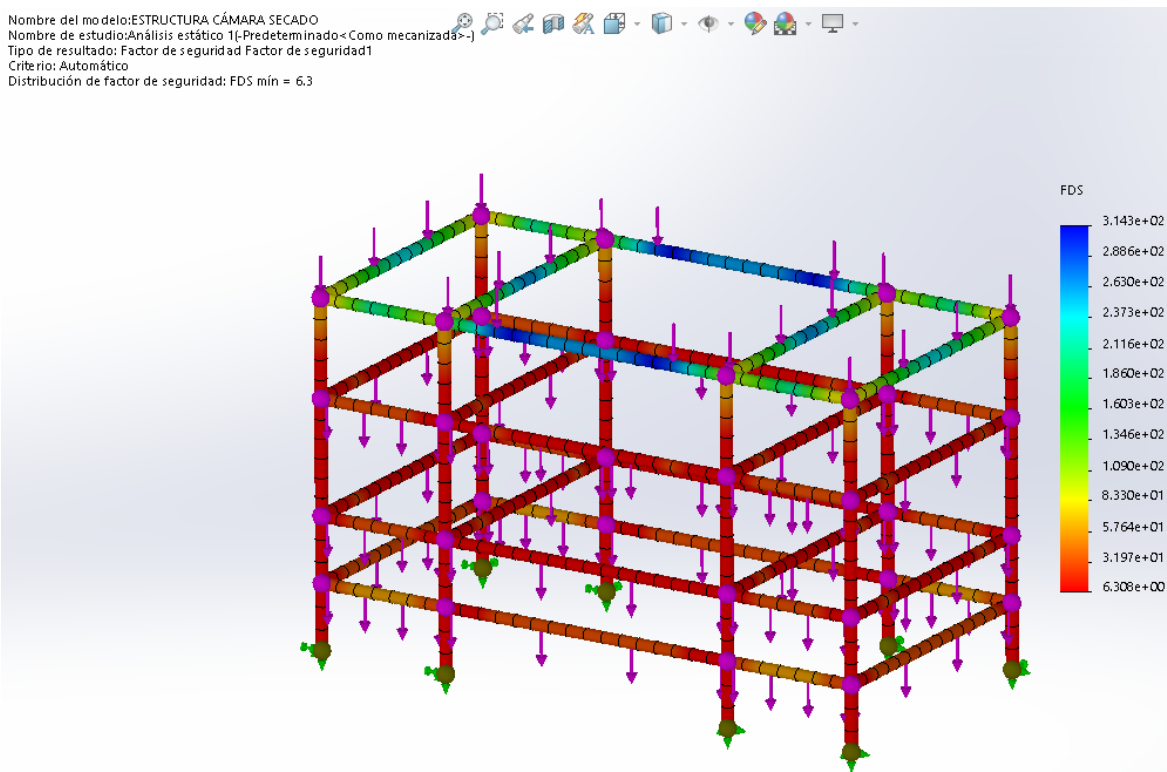 Nombre del modelo:ESTRUCTURA CÁMARA SECADO
Nombre de estudio:Análisis estático 1(-Predeterminado<Como mecanizada>-)
Tipo de resultado: Factor de seguridad Factor de seguridad1
Criterio: Automático
Distribución de factor de seguridad: FDS mín = 6.3
FDS
3.143e+02
2.886e+02
2.630e+02
2.373e+02
2.116e+02
1.860e+02
1.603e+02
1.346e+02
1.090e+02
8.330e+01
5.764e+01
3.197e+01
6.308e+00